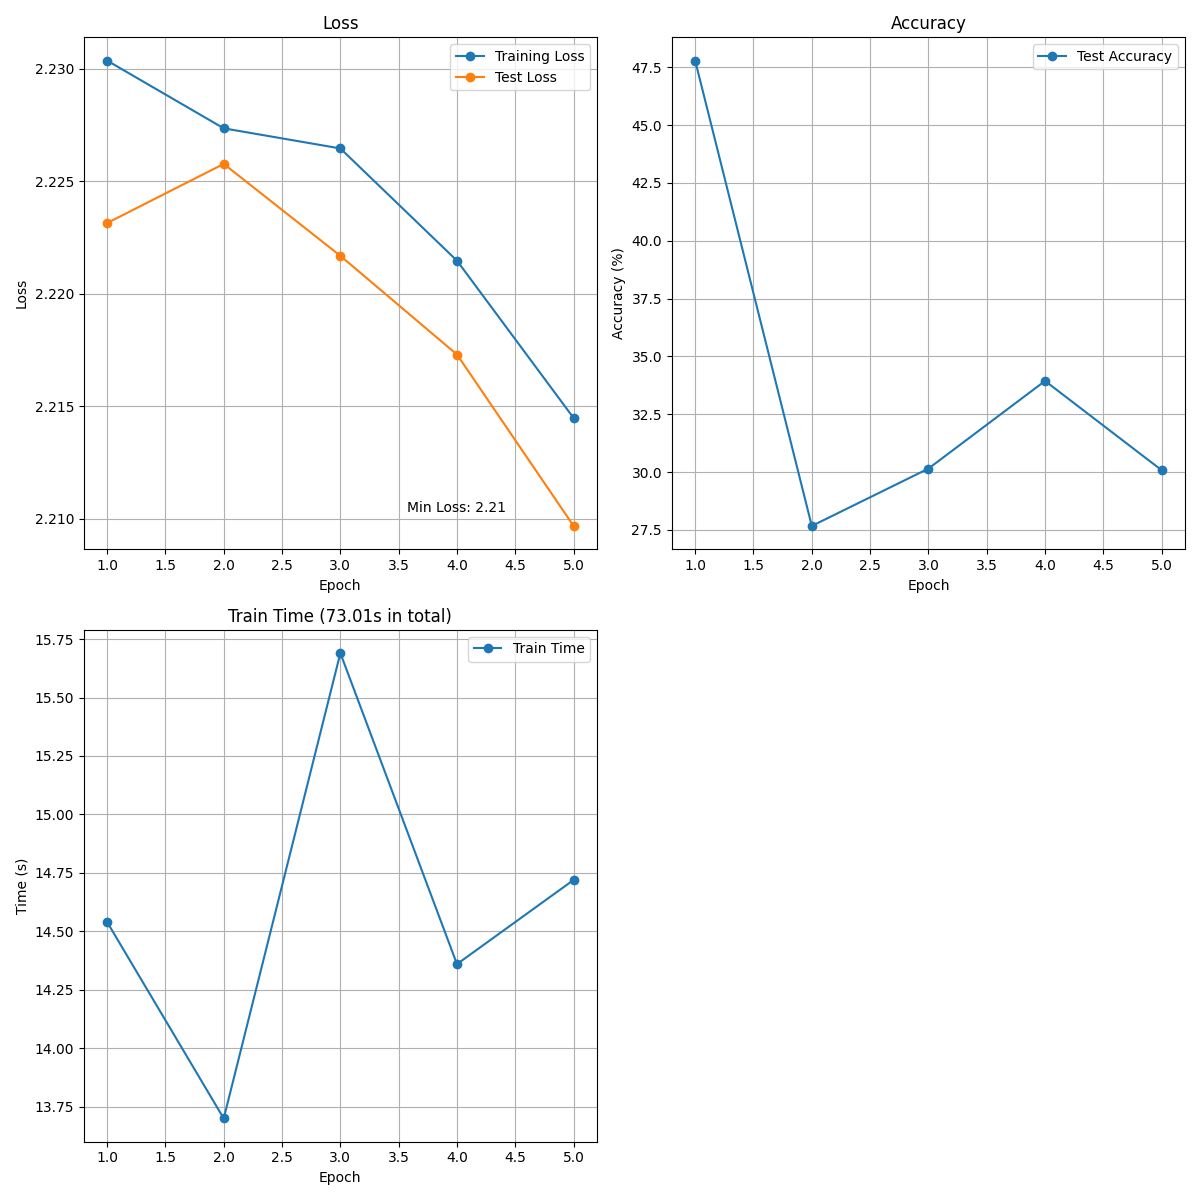 Loss
Training Loss
Test Loss
2.230
2.225
2.220
2.215
2.210
Loss
Min Loss: 2.21
1.0 1.5 2.0 2.5 3.0 3.5 4.0 4.5 5.0
Epoch
Accuracy
Test Accuracy
47.5
45.0
42.5
40.0
37.5
35.0
32.5
30.0
27.5
Accuracy (%)
1.0 1.5 2.0 2.5 3.0 3.5 4.0 4.5 5.0
Epoch
Train Time (73.01s in total)
Train Time
15.75
15.50
15.25
15.00
14.75
14.50
14.25
14.00
13.75
Time (s)
1.0 1.5 2.0 2.5 3.0 3.5 4.0 4.5 5.0
Epoch